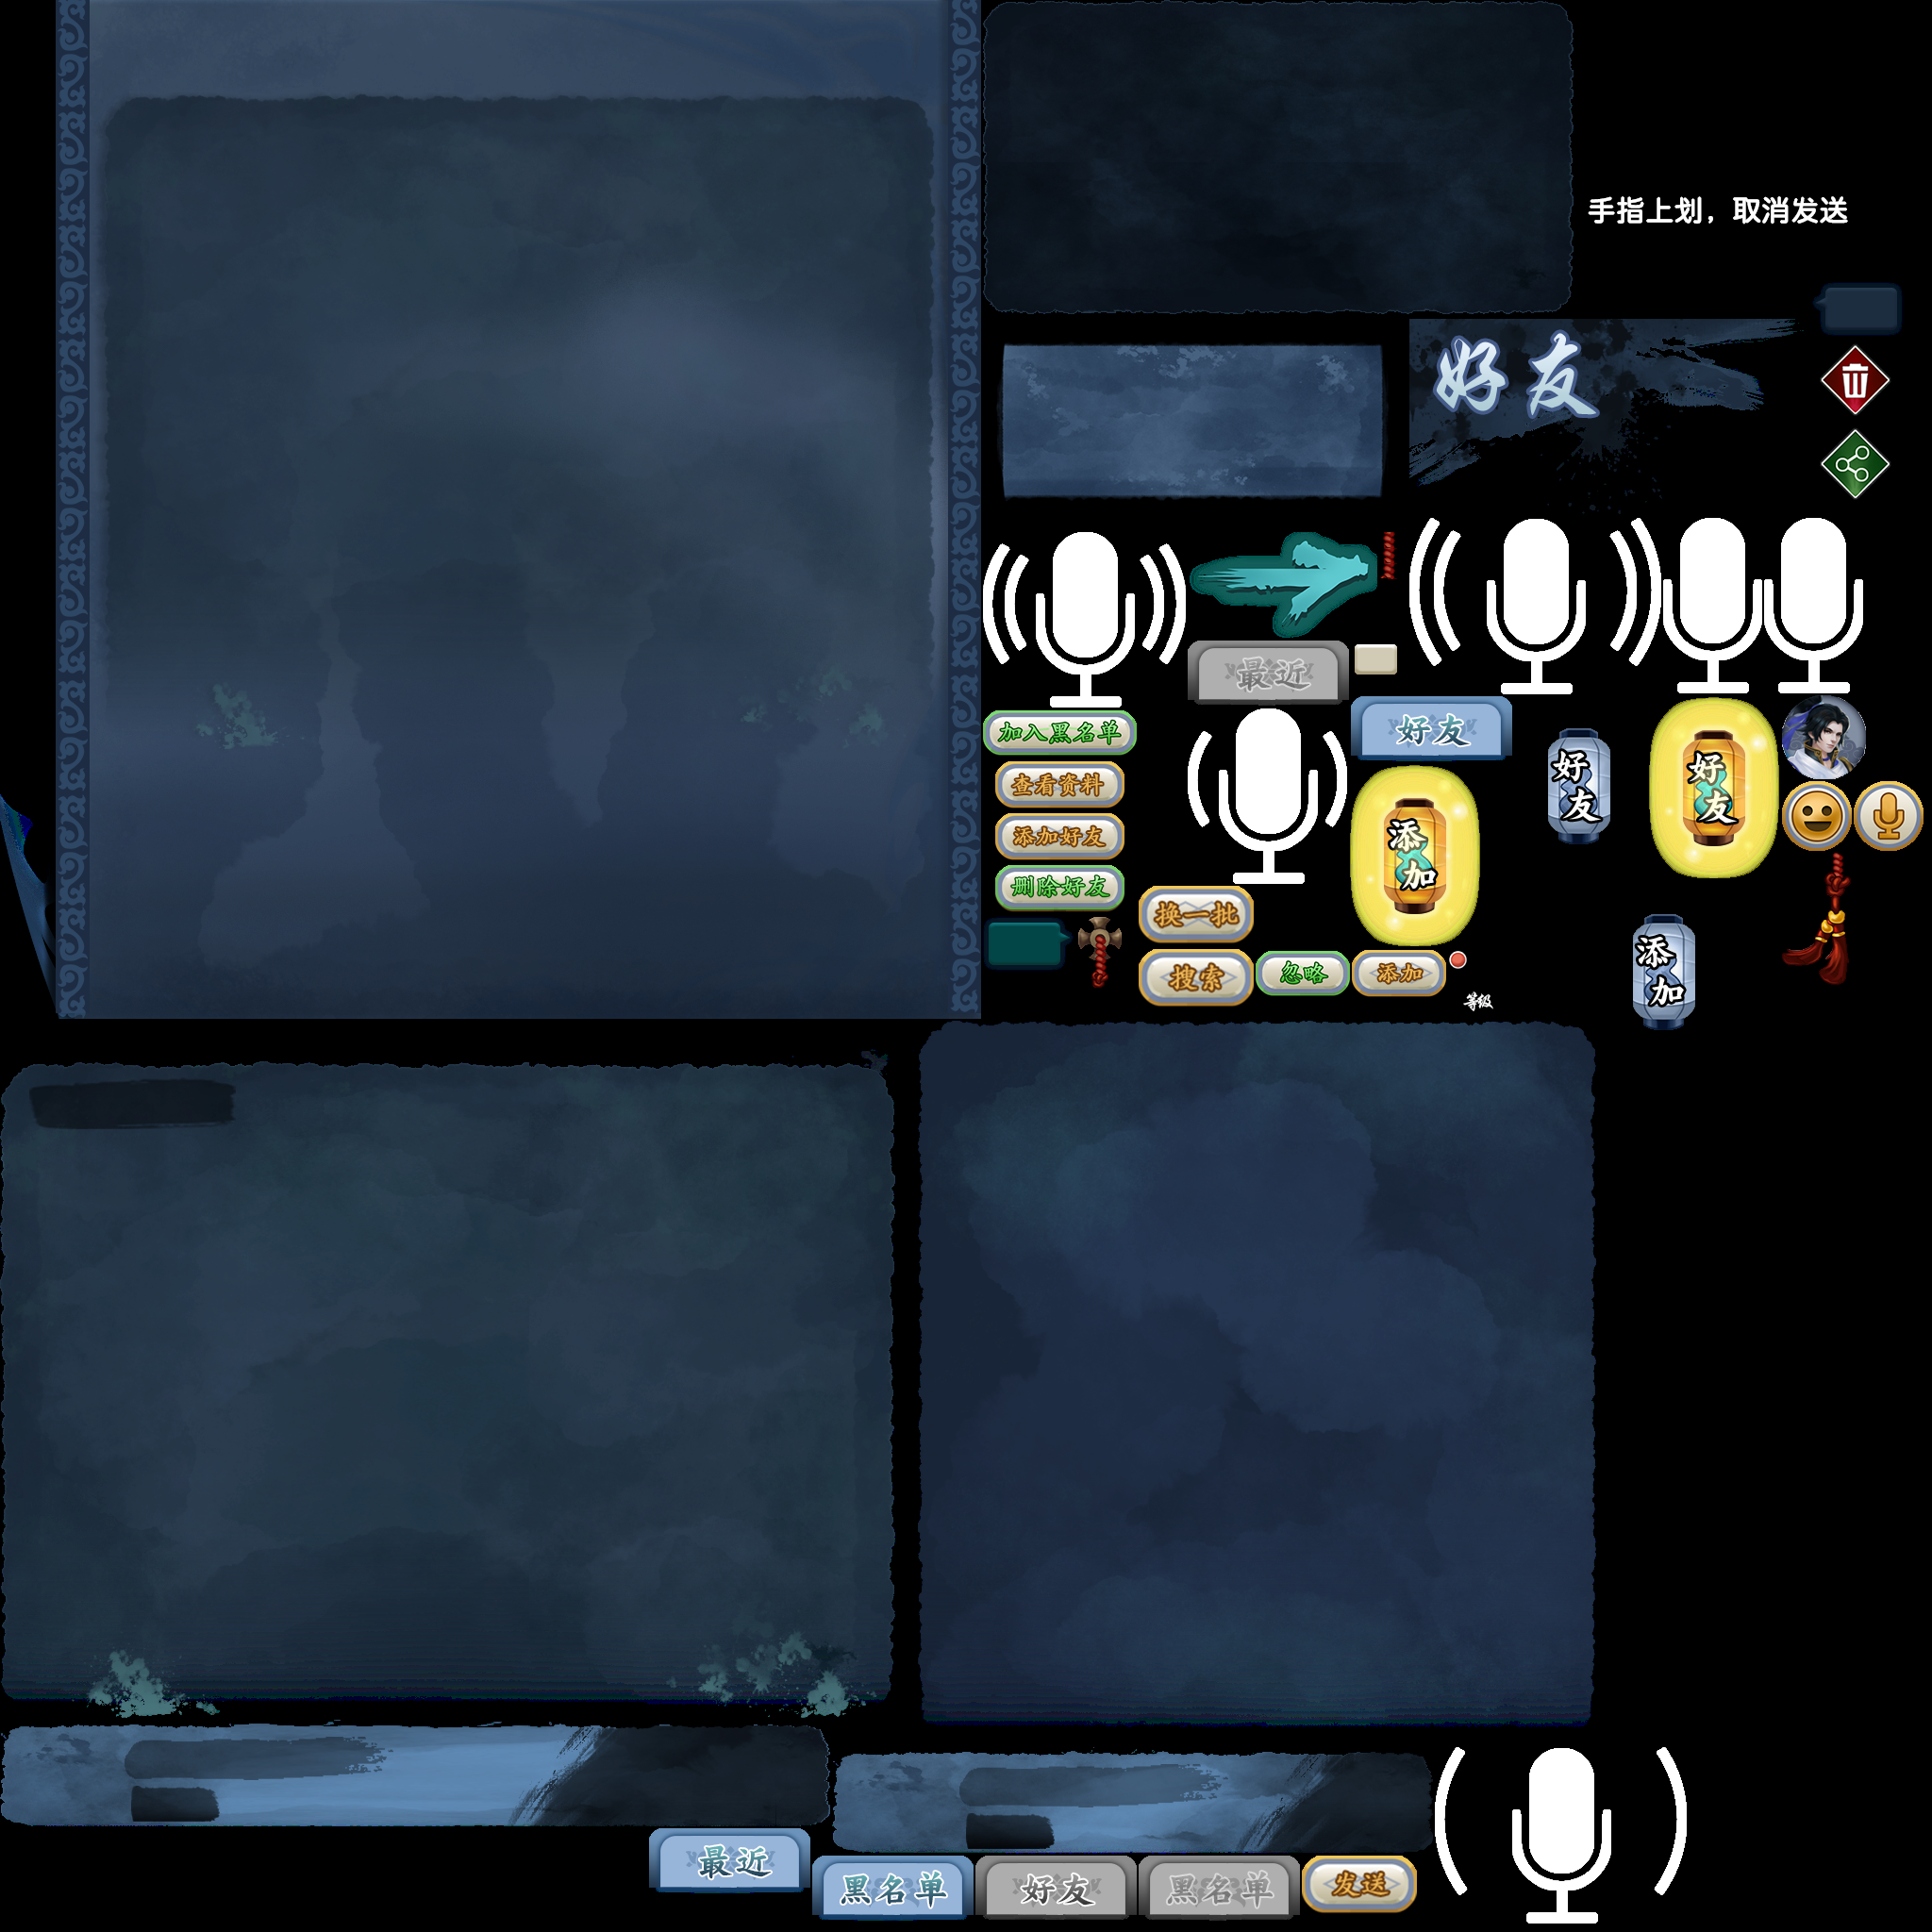 手指上划，取消发送
好友
最近
加入黑名单
好友
好友
好友
查看资料
添加好友
添加
删除好友
换一批
搜索
忽略
添加
添加
等级
最近
黑名单
好友
黑名单
发送